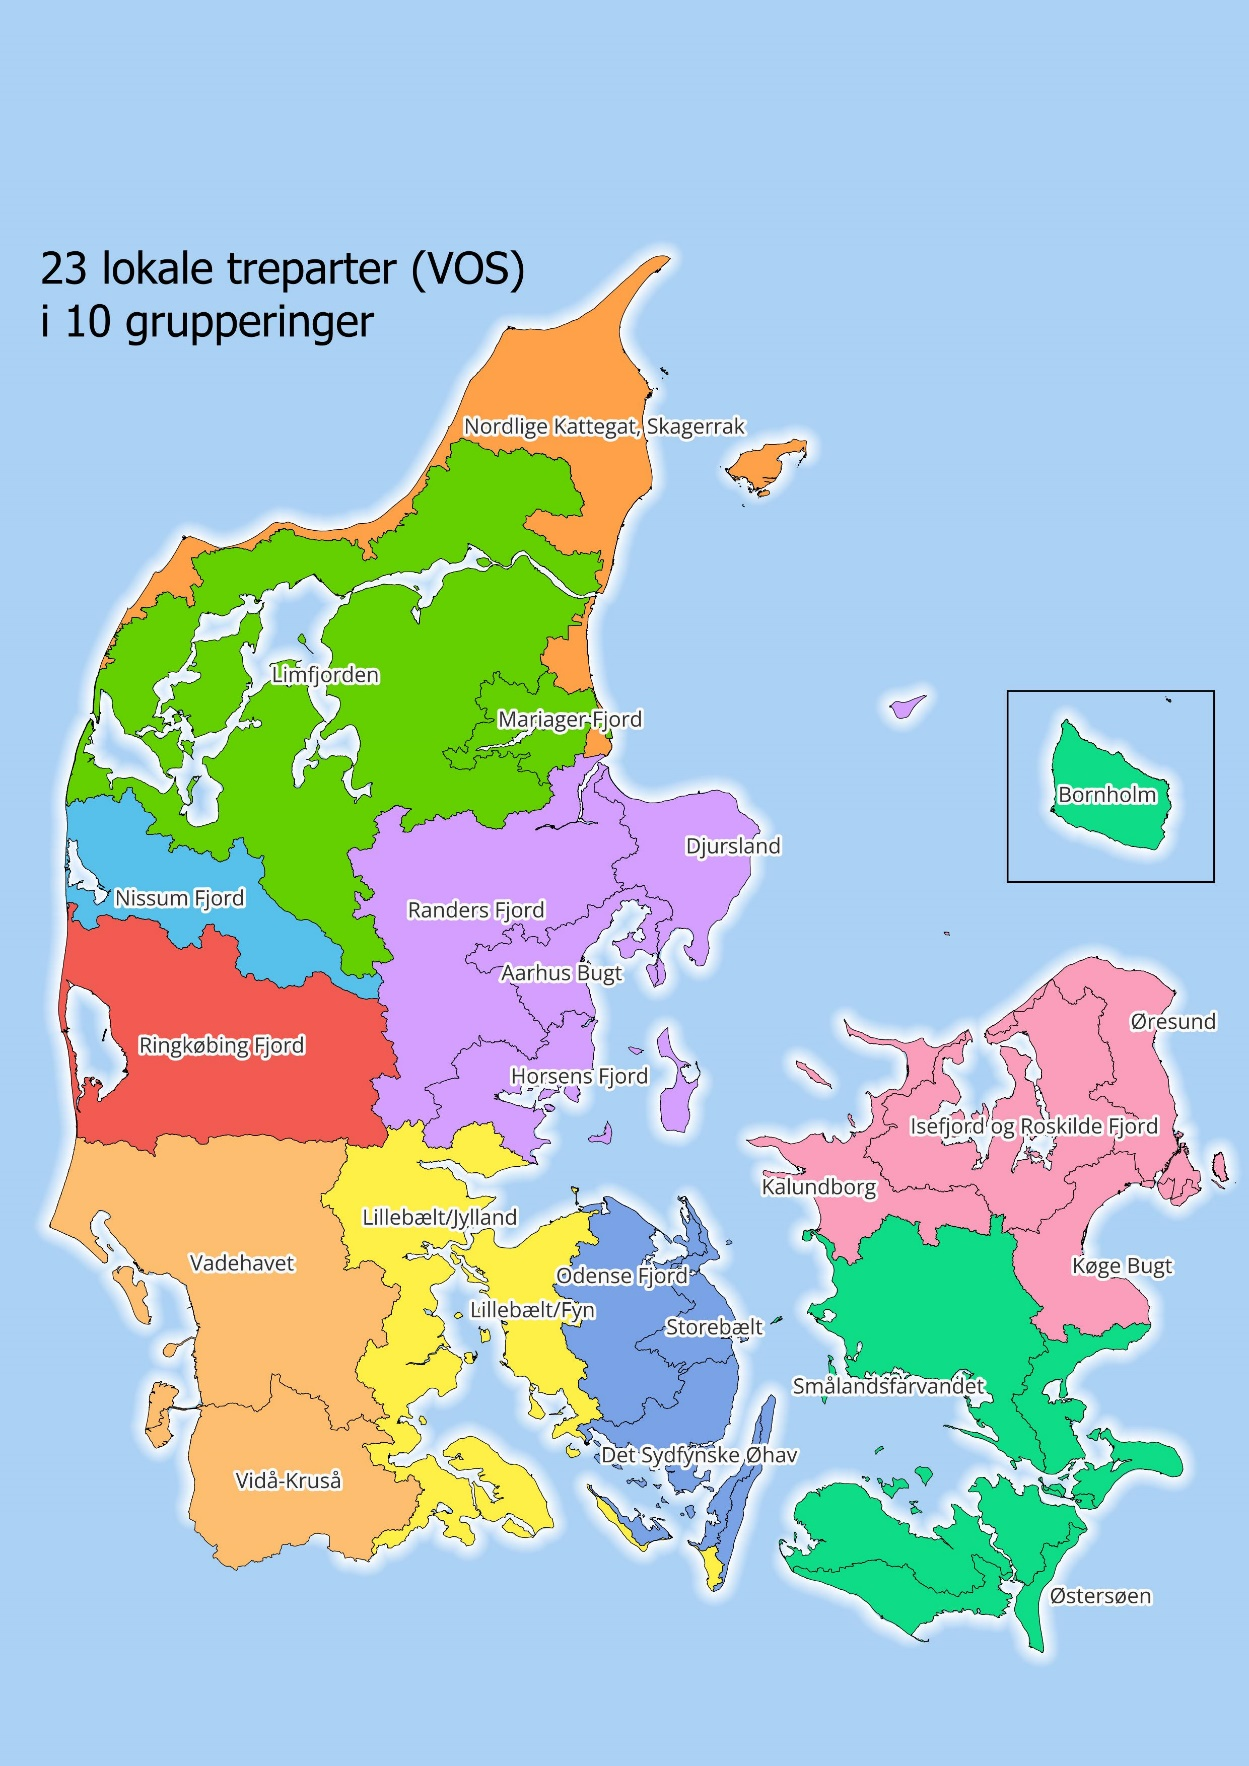 23 lokale treparter (VOS)
i 10 grupperinger
Nordlige Kattegat, Skagerrak
Limfjorden
Mariager Fjord
Bornholm
Djursland
Nissum Fjord
Randers Fjord
Aarhus Bugt
Øresund
Ringkøbing Fjord
Horsens Fjord
Isefjord og Roskilde Fjord
Kalundborg
Lillebælt/Jylland
Vadehavet
Køge Bugt
Odense Fjord
Lillebælt/Fyn
Storebælt
Smålandsfarvandet
Det Sydfynske Øhav
Vidå-Kruså
Østersøen